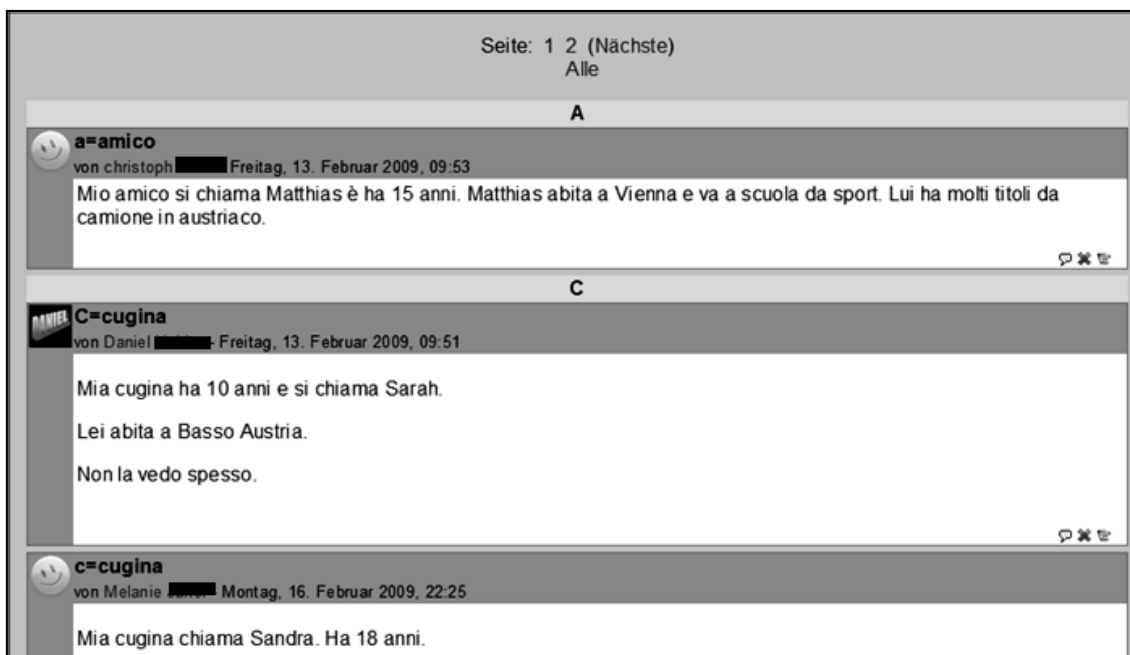 Seite: 1 2 (Nächste)
Alle
A
a=amico
von christoph Freitag, 13. Februar 2009, 09:53
Mio amico si chiama Matthias è ha 15 anni. Matthias abita a Vienna e va a scuola da sport. Lui ha molti titoli da
camione in austriaco.
C
DANIEL
C=cugina
von Daniel - Freitag, 13. Februar 2009, 09:51
Mia cugina ha 10 anni e si chiama Sarah.
Lei abita a Basso Austria.
Non la vedo spesso.
c=cugina
von Melanie - Montag, 16. Februar 2009, 22:25
Mia cugina chiama Sandra. Ha 18 anni.